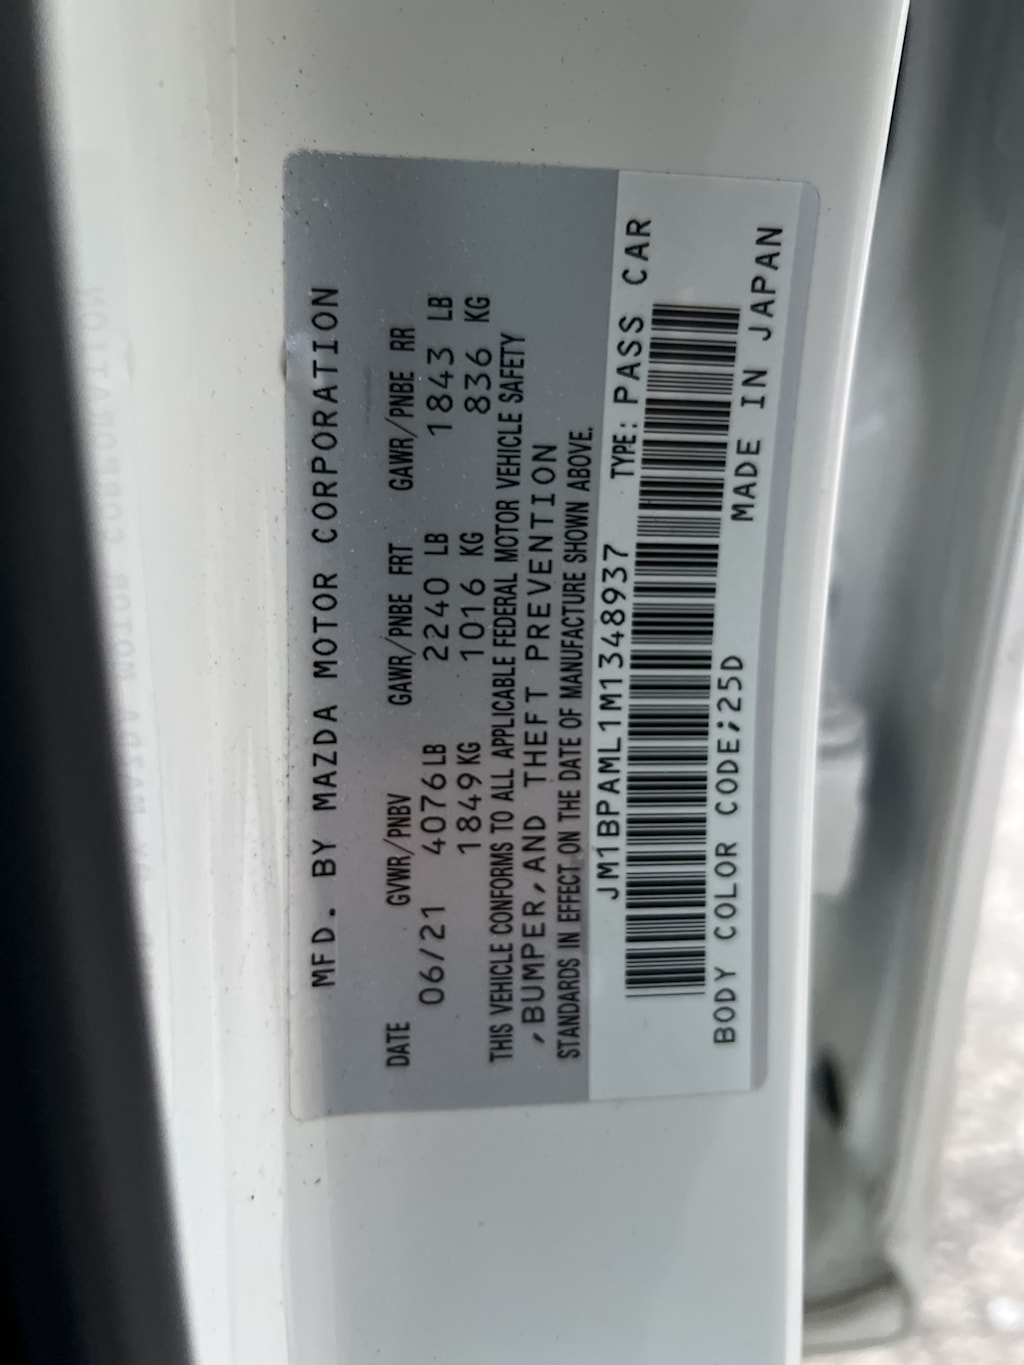 MFD. BY MAZDA MOTOR CORPORATION
DATE GVWR/PNBV GAWR/PNBE FRT GAWR/PNBE RR
06/21 4076LB 2240 LB 1843 LB
1849KG 1016 KG 836 KG
THIS VEHICLE CONFORMS TO ALL APPLICABLE FEDERAL MOTOR VEHICLE SAFETY
,BUMPER,AND THEFT PREVENTION
STANDARDS IN EFFECT ON THE DATE OF MANUFACTURE SHOWN ABOVE.
JM1BPAML1M1348937 TYPE: PASS CAR
BODY COLOR CODE;25D MADE IN JAPAN